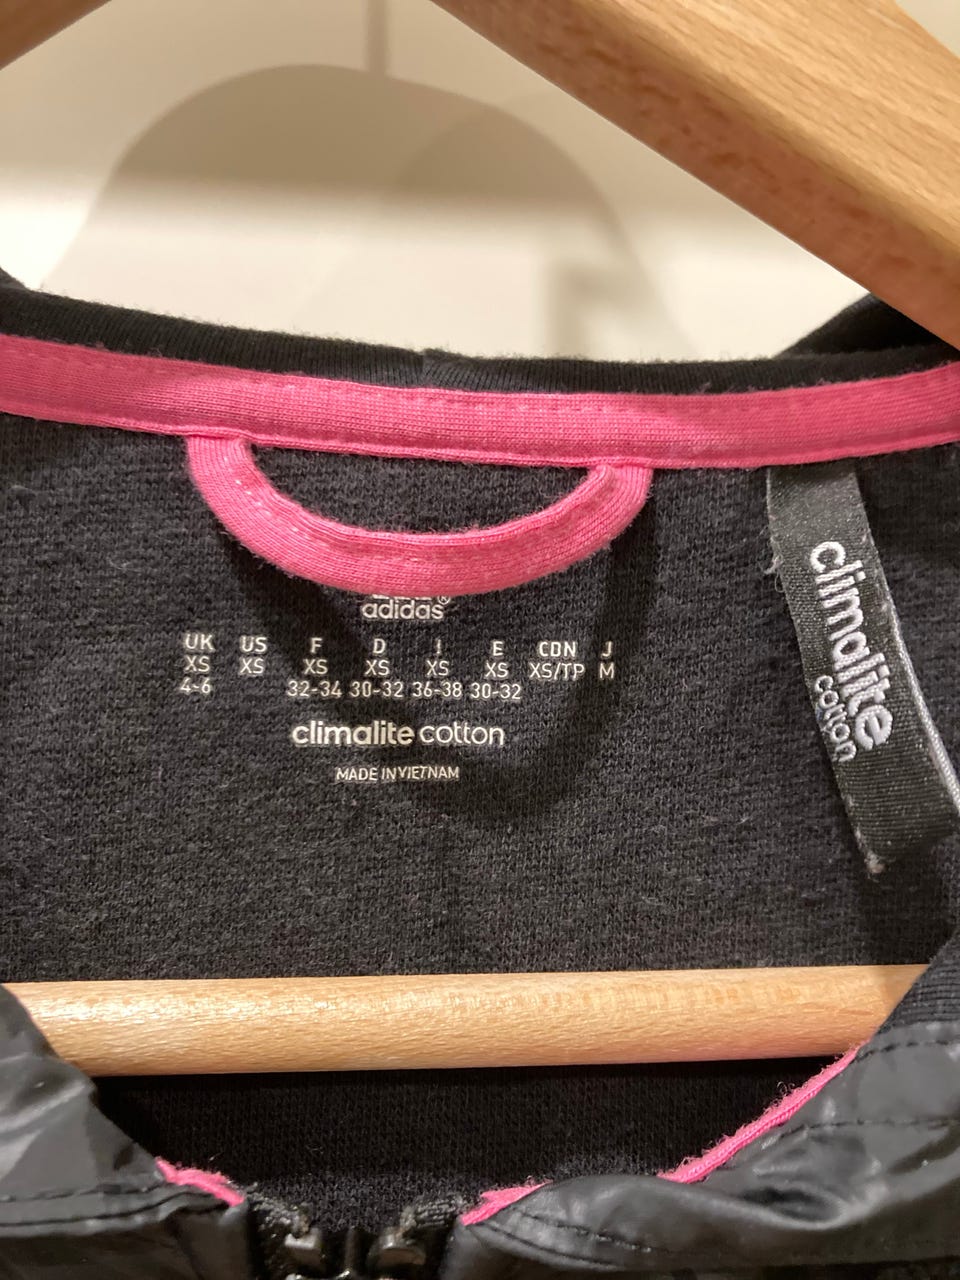 adidas®
UK US F D I E CDN J
XS XS XS XS XS XS XS/TP M
4-6 32-34 30-32 36-38 30-32
climalite cotton
MADE IN VIETNAM
climalite
cotton